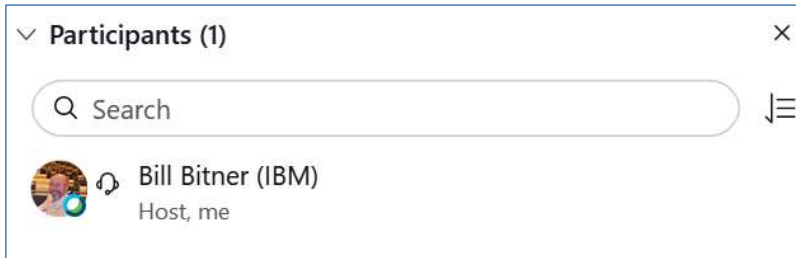 Participants (1)
Search
Bill Bitner (IBM)
Host, me